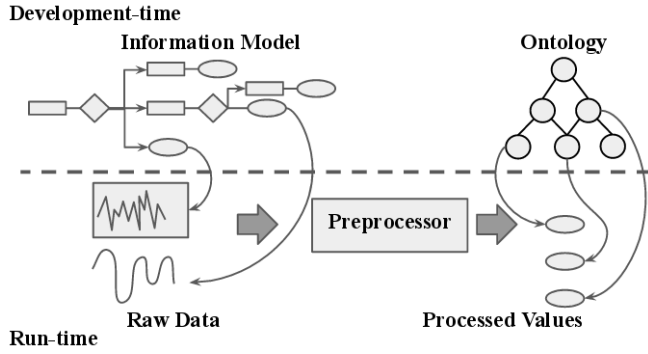 Development-time
Information Model
Ontology
Preprocessor
Raw Data
Processed Values
Run-time